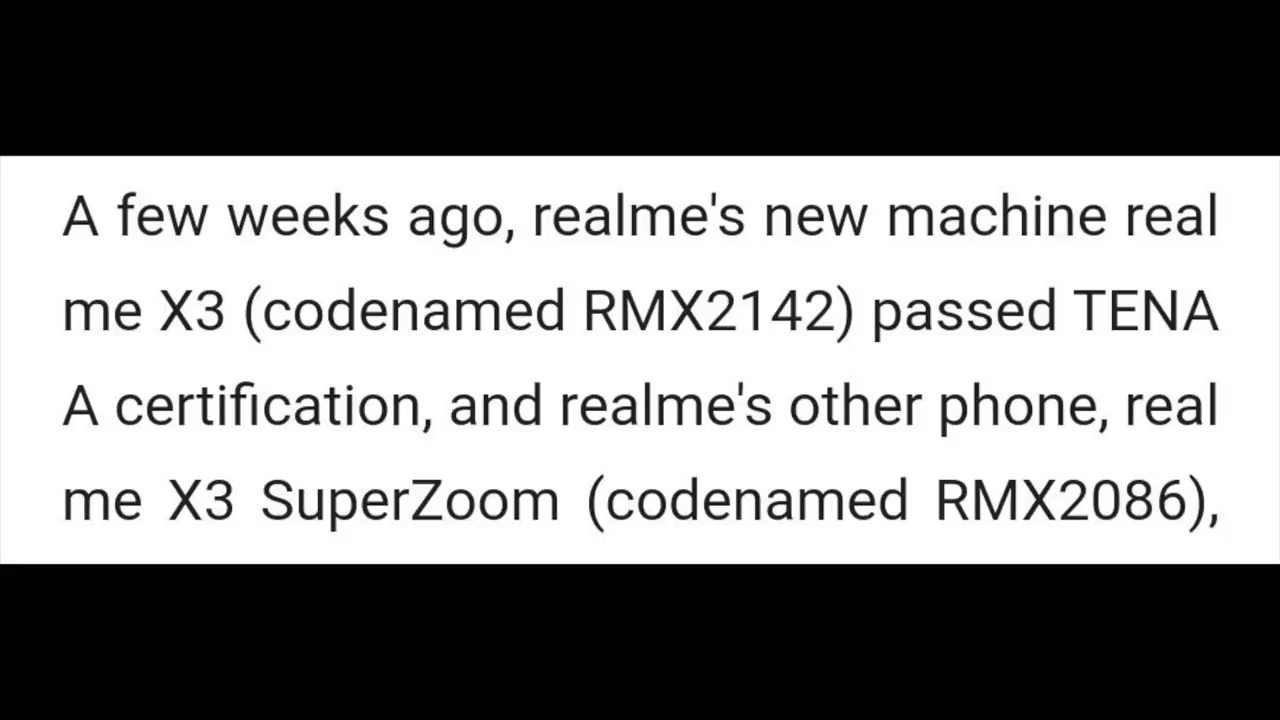 A few weeks ago, realme's new machine real
me X3 (codenamed RMX2142) passed TENA
A certification, and realme's other phone, real
me X3 SuperZoom (codenamed RMX2086),